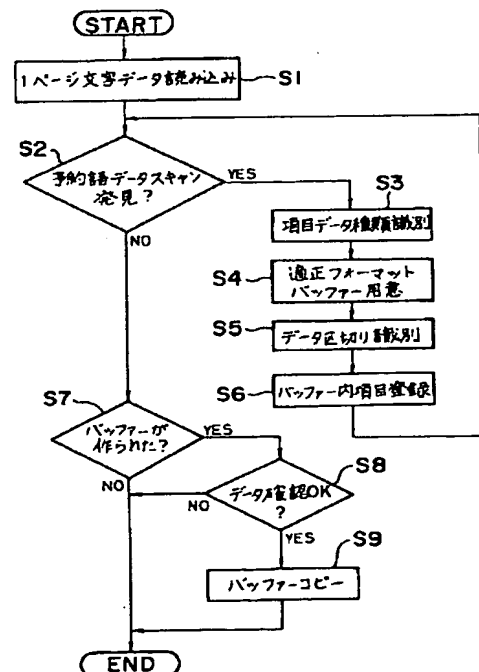 START
1ページ文字データ読み込み
S1
S2
予約語データスキャン
発見？
YES
NO
S3
項目データ種類識別
S4
適正フォーマット
バッファー用意
S5
データ区切り識別
S6
バッファー内項目登録
S7
バッファーが
作られた？
YES
NO
S8
データ確認OK
？
NO
YES
S9
バッファーコピー
END